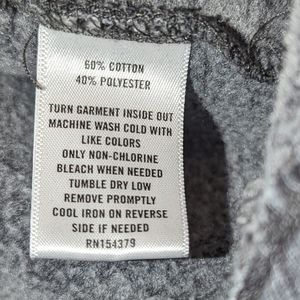 60% COTTON
40% POLYESTER
TURN GARMENT INSIDE OUT
MACHINE WASH COLD WITH
LIKE COLORS
ONLY NON-CHLORINE
BLEACH WHEN NEEDED
TUMBLE DRY LOW
REMOVE PROMPTLY
COOL IRON ON REVERSE
SIDE IF NEEDED
RN154379